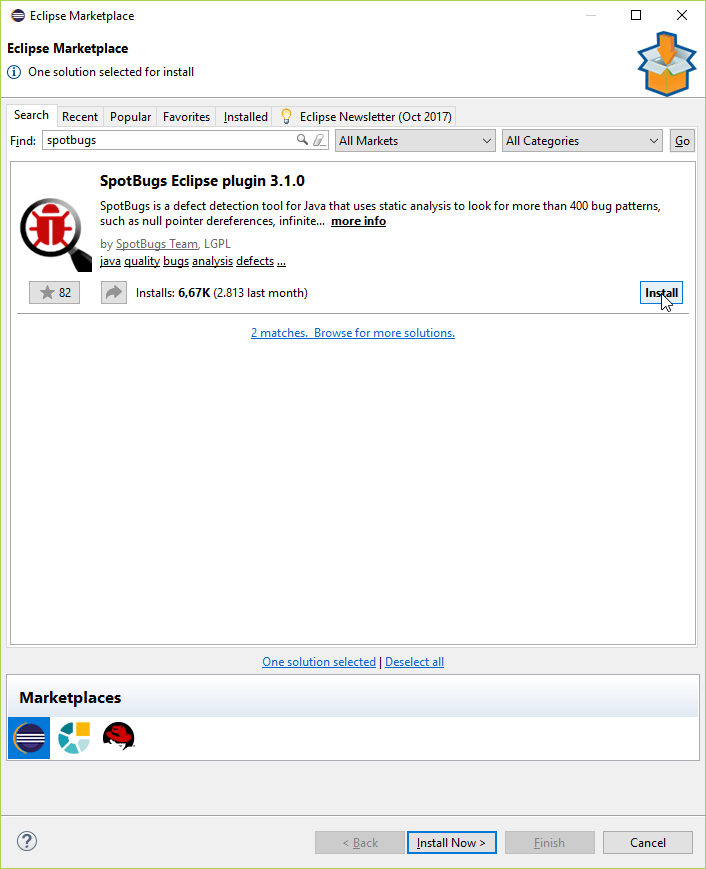 Eclipse Marketplace
Eclipse Marketplace
One solution selected for install
Search Recent Popular Favorites Installed Eclipse Newsletter (Oct 2017)
Find: spotbugs All Markets All Categories Go
SpotBugs Eclipse plugin 3.1.0
SpotBugs is a defect detection tool for Java that uses static analysis to look for more than 400 bug patterns,
such as null pointer dereferences, infinite... more info
by SpotBugs Team, LGPL
java quality bugs analysis defects ...
82 Installs: 6,67K (2.813 last month) Install
2 matches. Browse for more solutions.
One solution selected | Deselect all
Marketplaces
? < Back Install Now > Finish Cancel